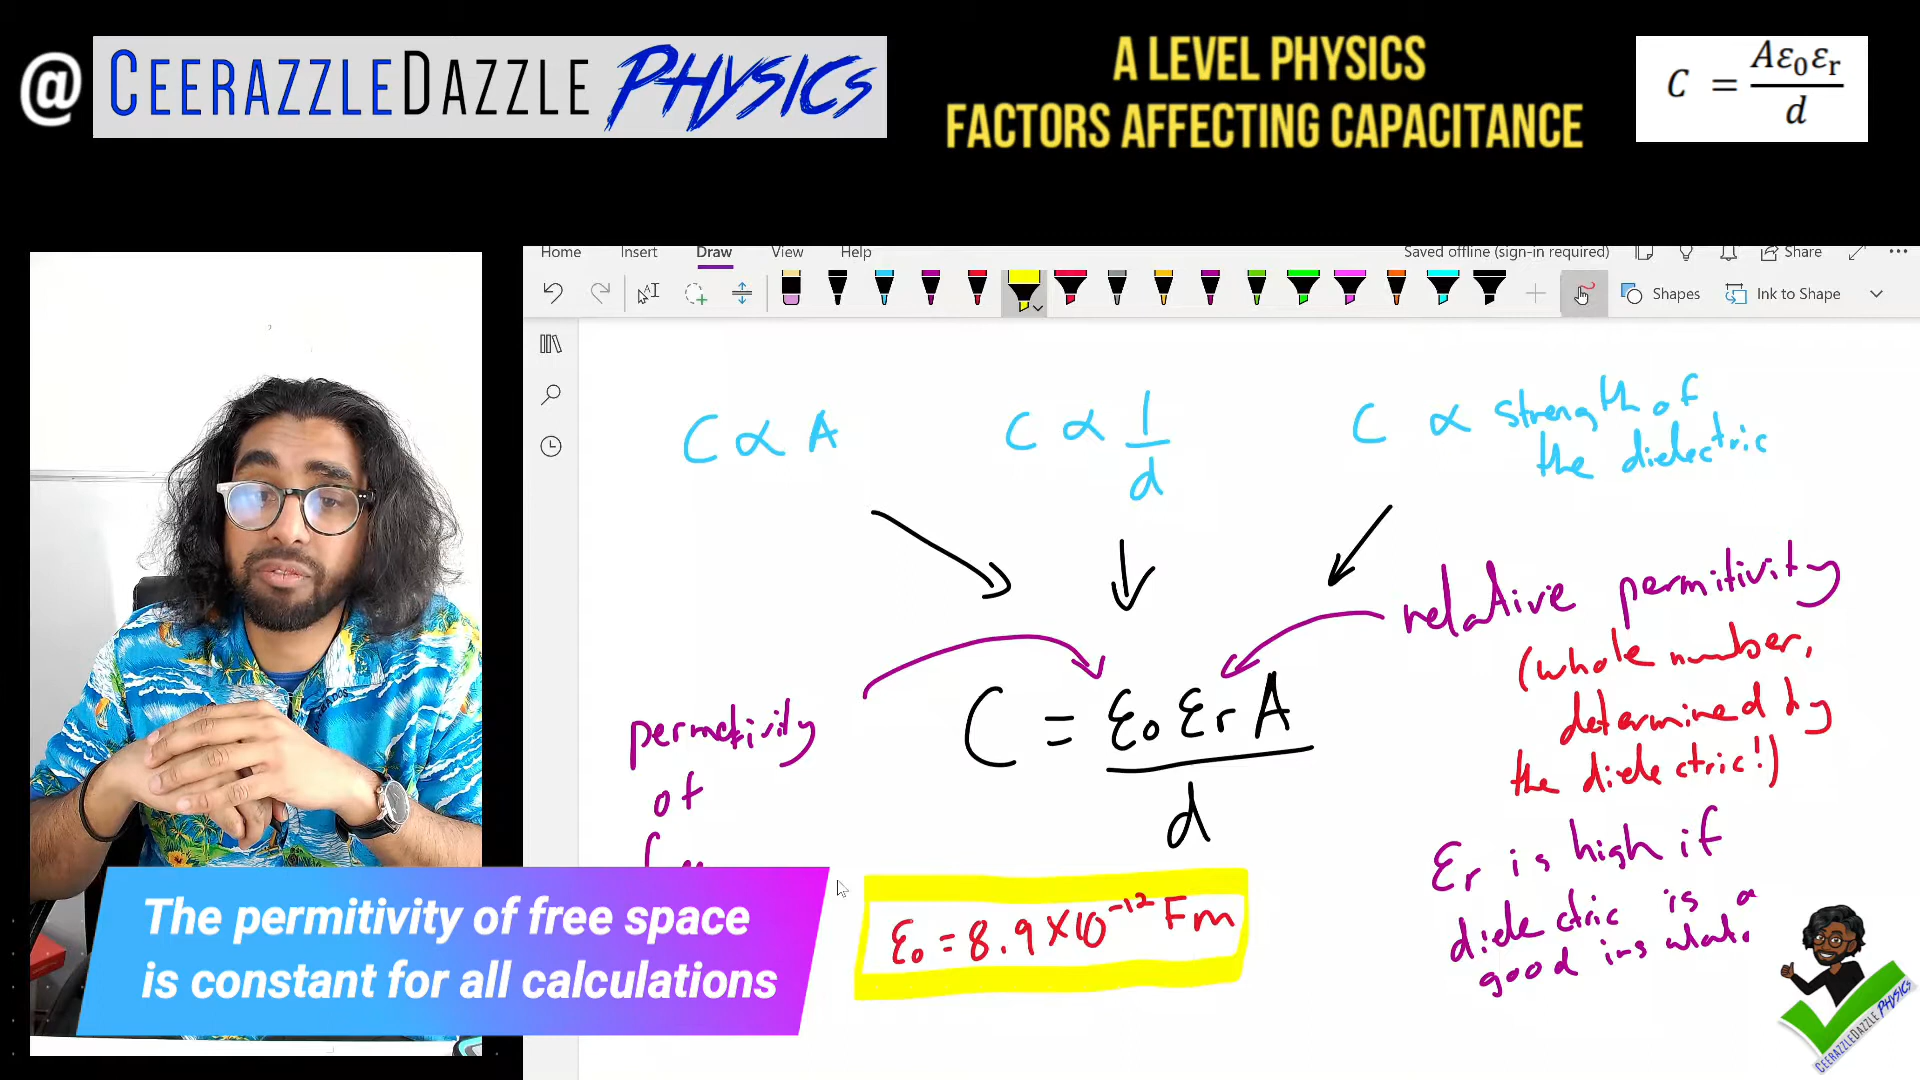 @ CEERAZZLEDAZZLE PHYSICS
A LEVEL PHYSICS
FACTORS AFFECTING CAPACITANCE
C = Aε₀εᵣ / d
Home Insert Draw View Help
Saved offline (sign-in required) Share
Shapes Ink to Shape
C ∝ A
C ∝ 1/d
C ∝ strength of
the dielectric
relative permitivity
(whole number,
determined by
the dielectric!)
C = ε₀ εr A / d
permitivity
of
εr is high if
dielectric is a
good insulat.
ε₀ = 8.9 × 10⁻¹² Fm
The permitivity of free space
is constant for all calculations
CEERAZZLEDAZZLE PHYSICS